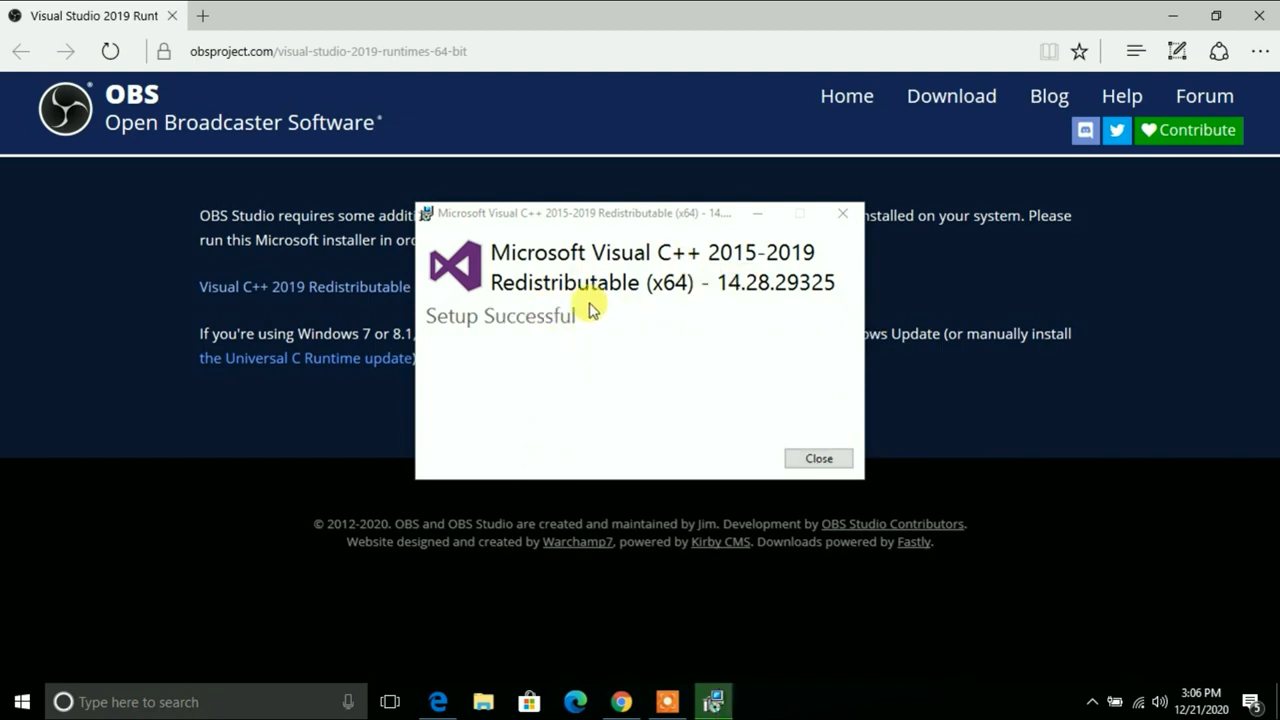 Visual Studio 2019 Runt
obsproject.com/visual-studio-2019-runtimes-64-bit
OBS
Open Broadcaster Software
Home Download Blog Help Forum
Contribute
OBS Studio requires some additi
nstalled on your system. Please
run this Microsoft installer in orc
Visual C++ 2019 Redistributable
If you're using Windows 7 or 8.1,
ows Update (or manually install
the Universal C Runtime update)
Microsoft Visual C++ 2015-2019 Redistributable (x64) - 14....
Microsoft Visual C++ 2015-2019
Redistributable (x64) - 14.28.29325
Setup Successful
Close
© 2012-2020. OBS and OBS Studio are created and maintained by Jim. Development by OBS Studio Contributors.
Website designed and created by Warchamp7, powered by Kirby CMS. Downloads powered by Fastly.
Type here to search
3:06 PM
12/21/2020
5